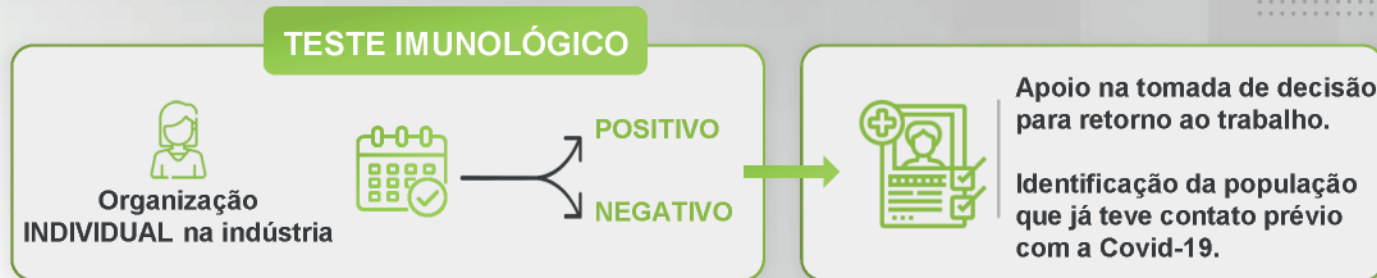 TESTE IMUNOLÓGICO
Organização
INDIVIDUAL na indústria
POSITIVO
NEGATIVO
Apoio na tomada de decisão
para retorno ao trabalho.
Identificação da população
que já teve contato prévio
com a Covid-19.